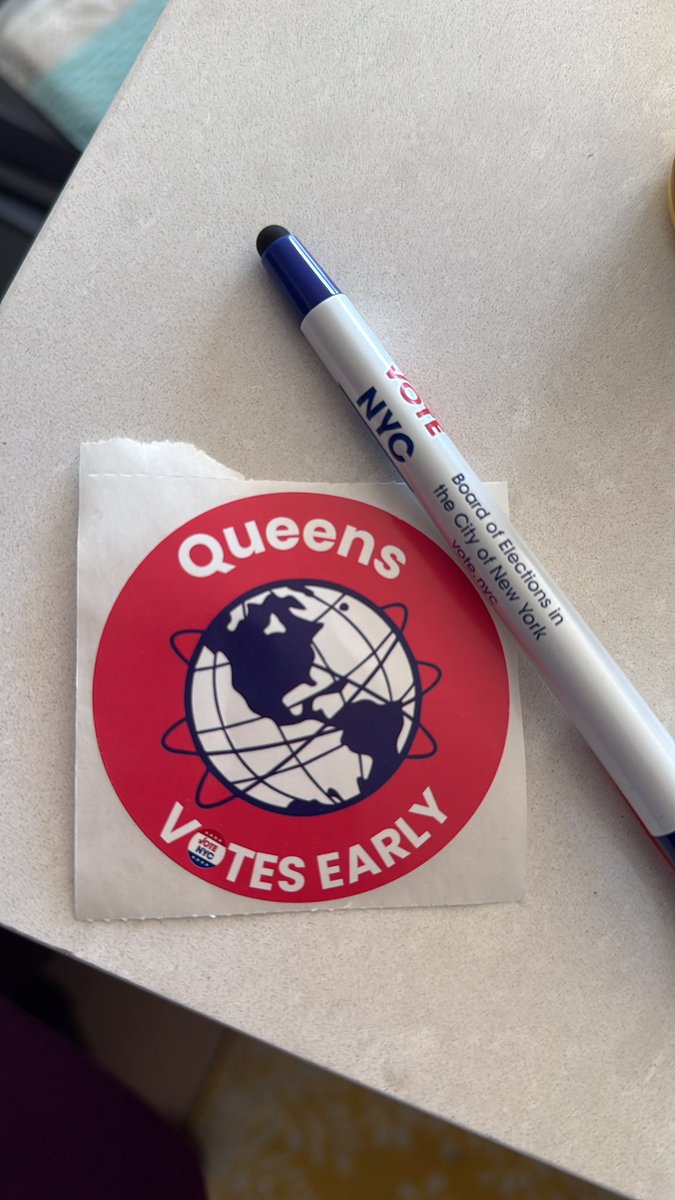 VOTE
NYC
Board of Elections in
the City of New York
vote.nyc
Queens
VOTES EARLY
VOTE
NYC